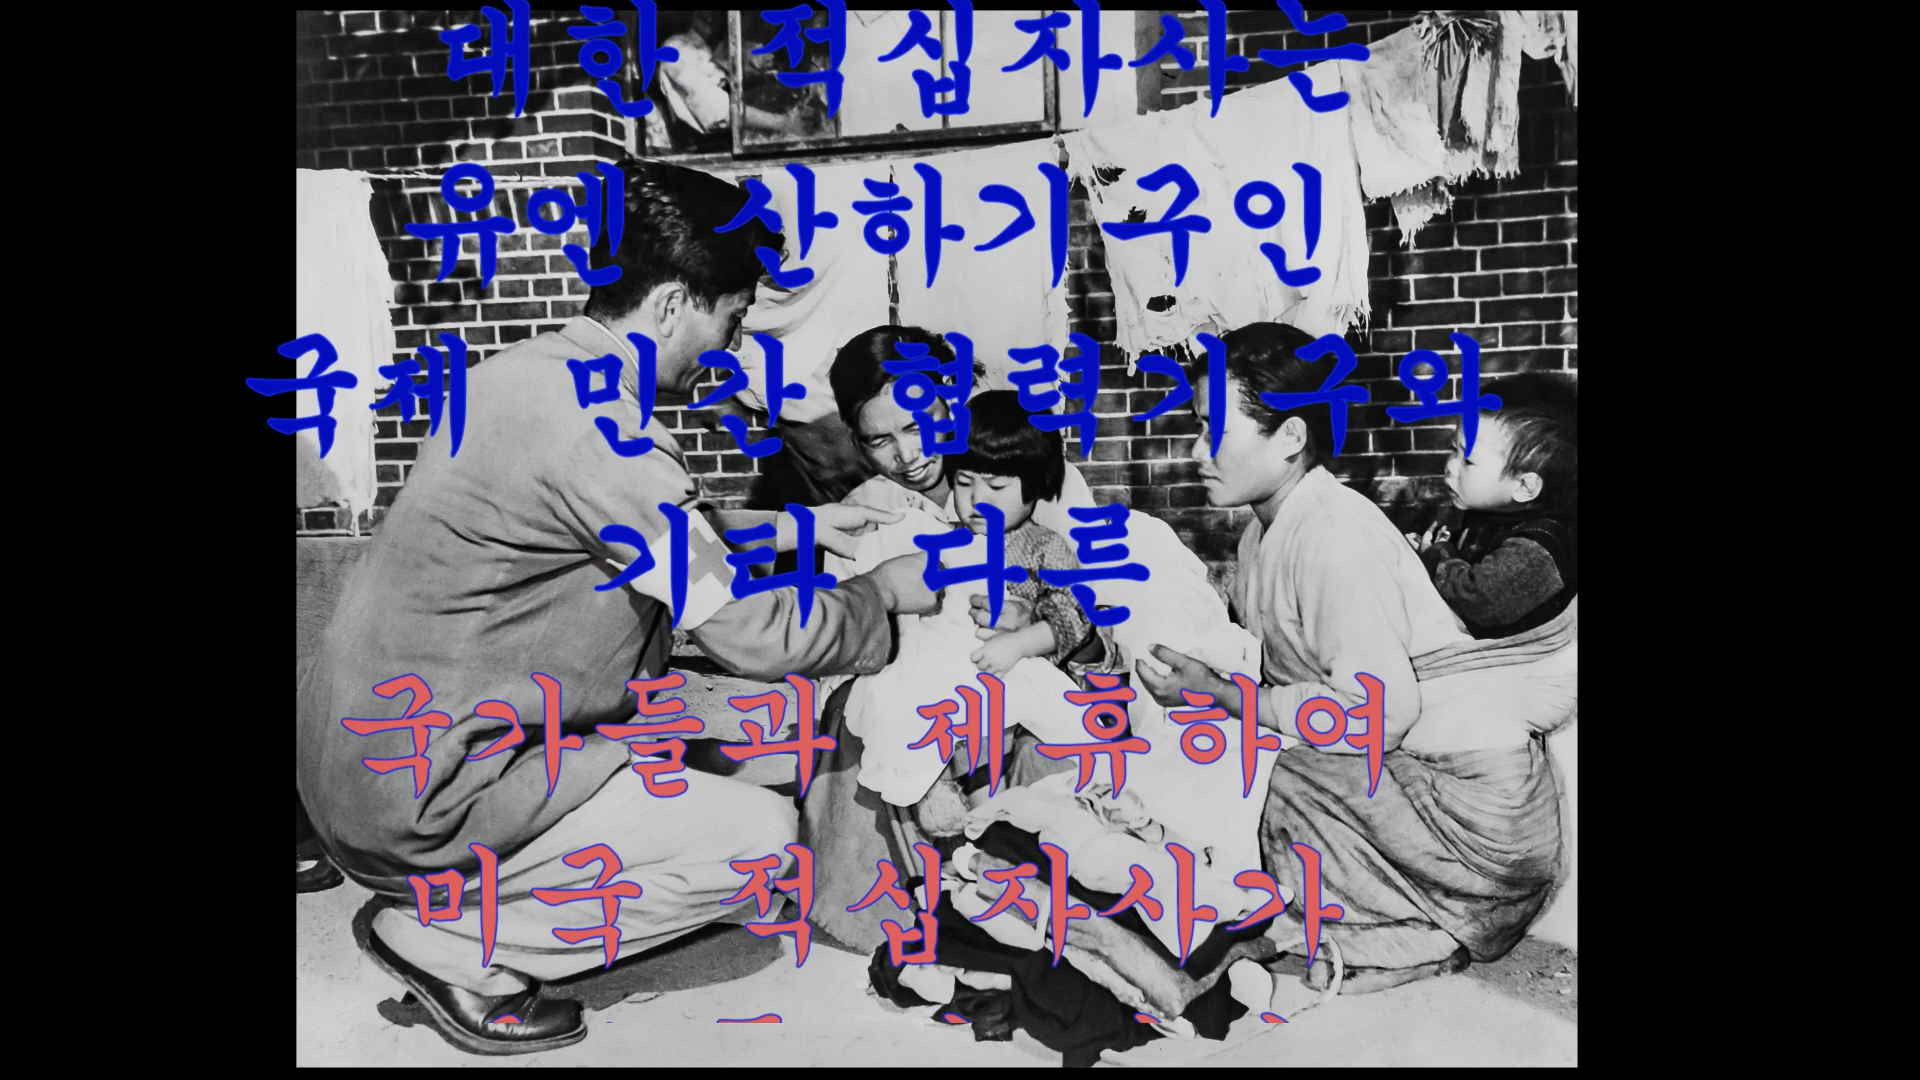 대한 적십자사는
유엔 산하기구인
국제 민간 협력기구와
기타 다른
국가들과 제휴하여
미국 적십자사가